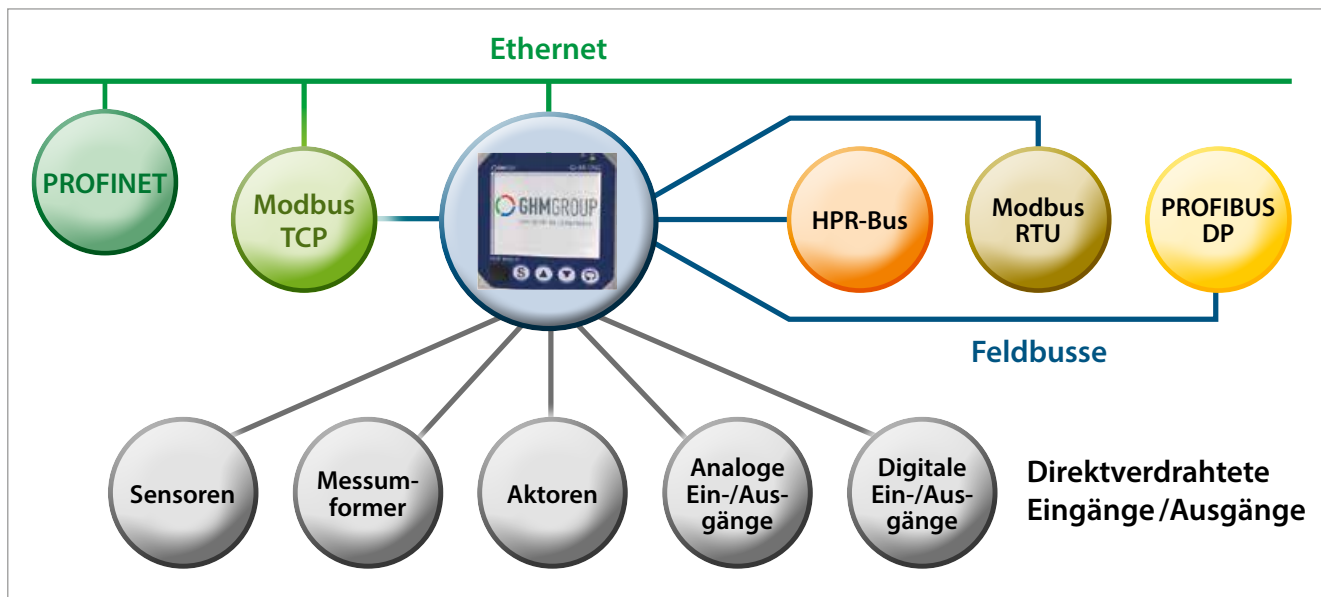 Ethernet
PROFINET
Modbus
TCP
GHMGROUP
S
HPR-Bus
Modbus
RTU
PROFIBUS
DP
Feldbusse
Sensoren
Messum-
former
Aktoren
Analoge
Ein-/Aus-
gänge
Digitale
Ein-/Aus-
gänge
Direktverdrahtete
Eingänge/Ausgänge